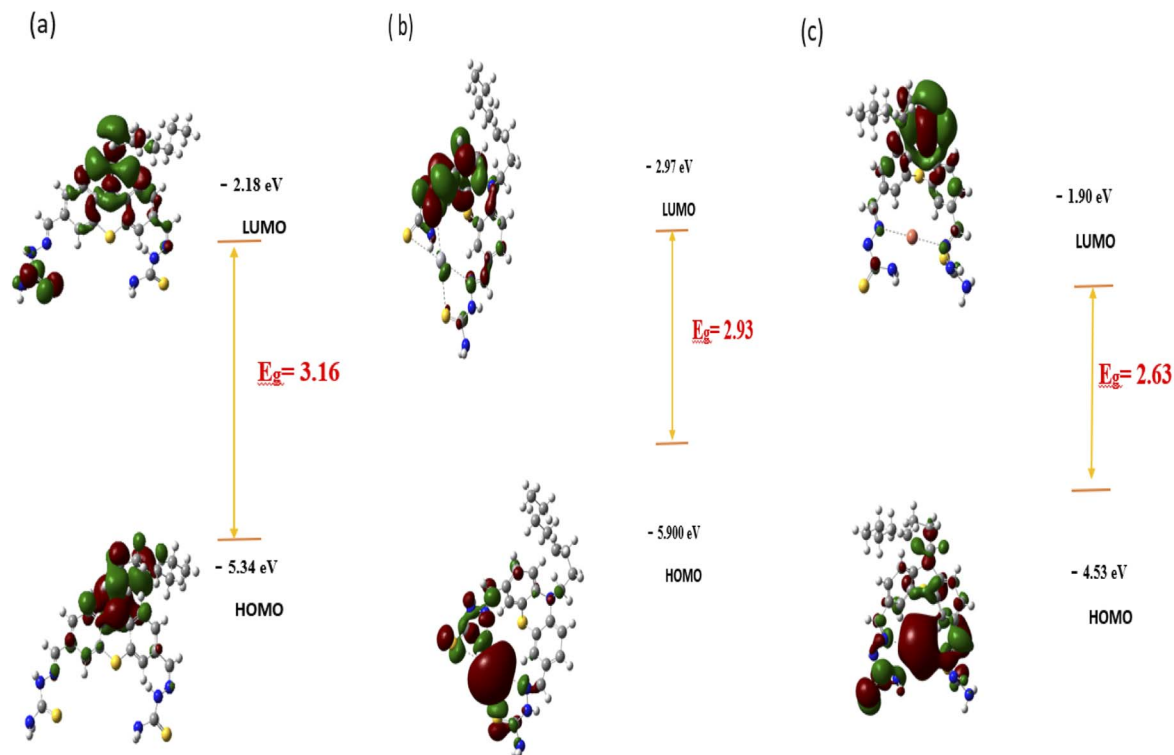 (a)
- 2.18 eV
LUMO
Eg= 3.16
- 5.34 eV
HOMO
( b)
- 2.97 eV
LUMO
Eg= 2.93
- 5.900 eV
HOMO
(c)
- 1.90 eV
LUMO
Eg= 2.63
- 4.53 eV
HOMO